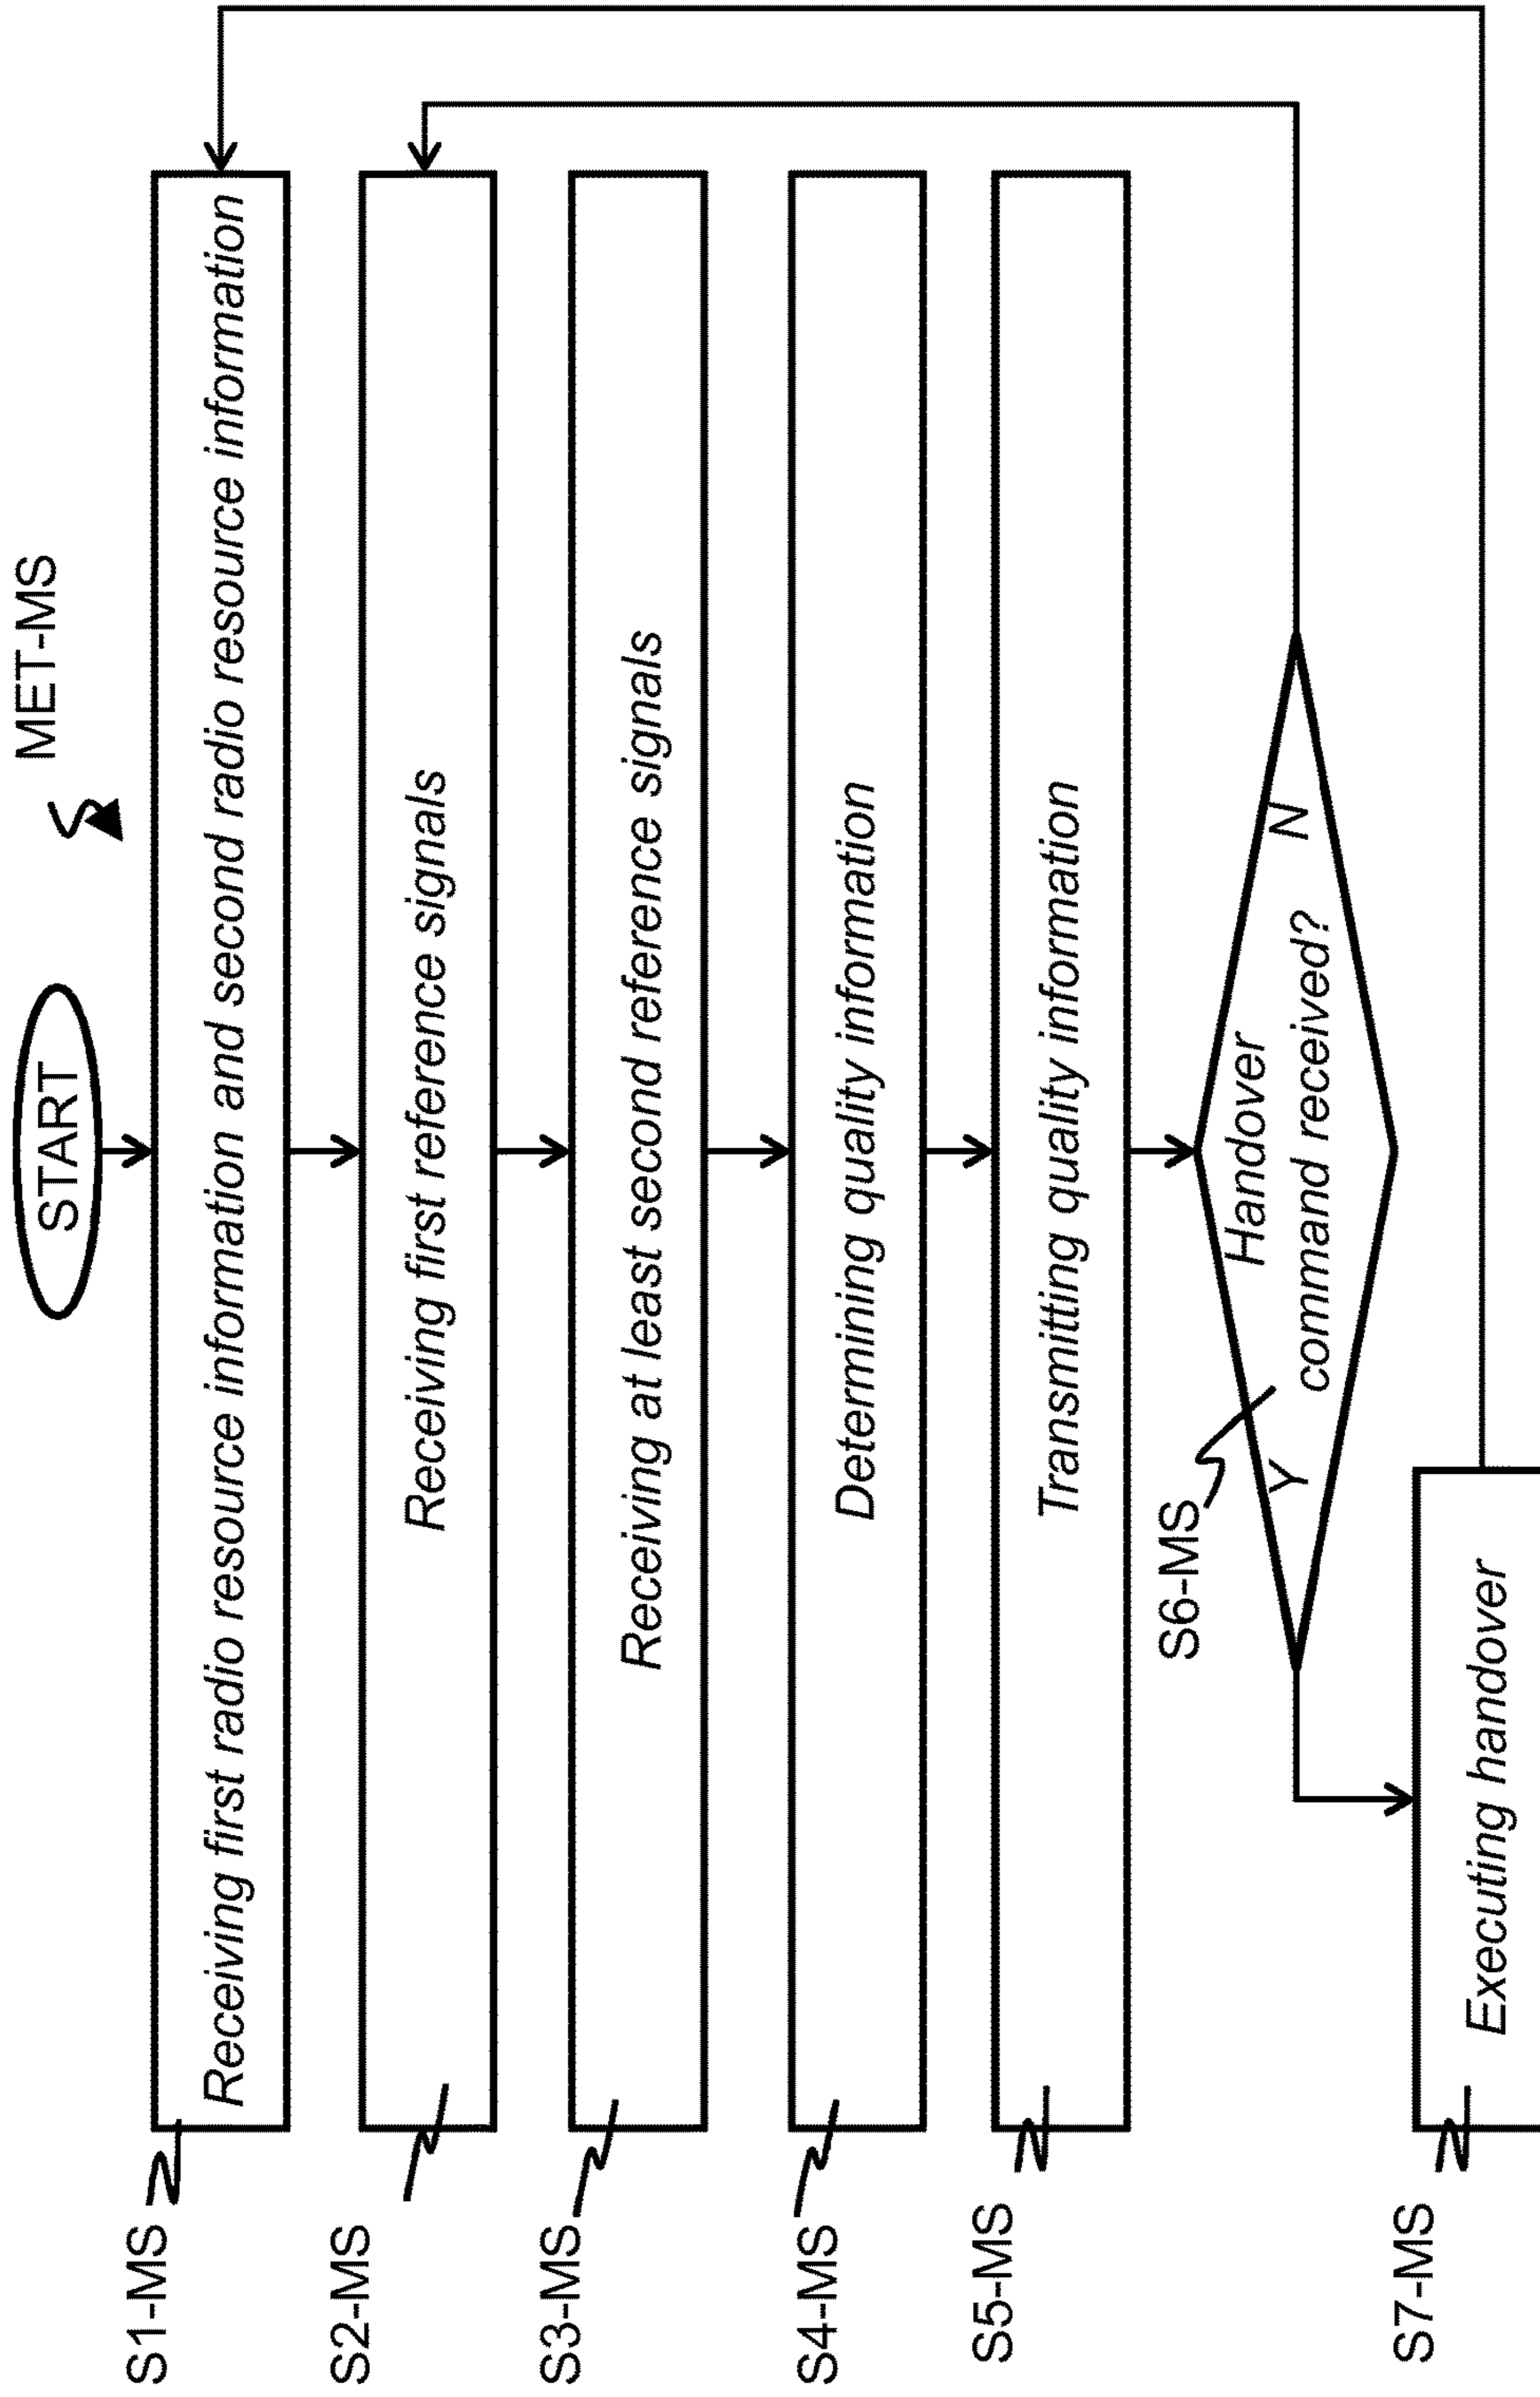 MET-MS
START
S1-MS
Receiving first radio resource information and second radio resource information
S2-MS
Receiving first reference signals
S3-MS
Receiving at least second reference signals
S4-MS
Determining quality information
S5-MS
Transmitting quality information
S6-MS
Handover
Y
N
command received?
S7-MS
Executing handover